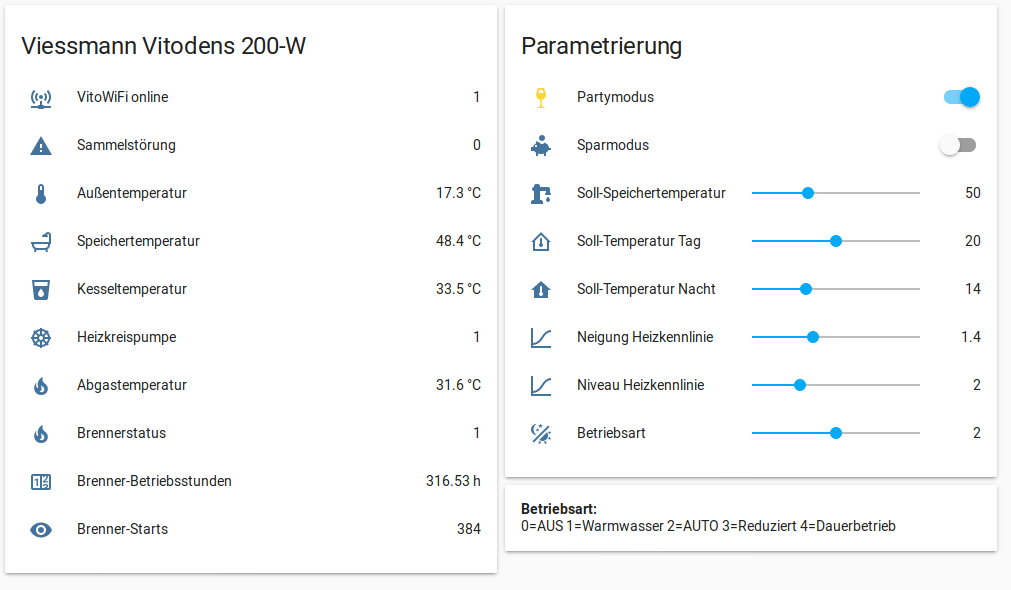 Viessmann Vitodens 200-W
VitoWiFi online 1
Sammelstörung 0
Außentemperatur 17.3 °C
Speichertemperatur 48.4 °C
Kesseltemperatur 33.5 °C
Heizkreispumpe 1
Abgastemperatur 31.6 °C
Brennerstatus 1
Brenner-Betriebsstunden 316.53 h
Brenner-Starts 384
Parametrierung
Partymodus
Sparmodus
Soll-Speichertemperatur 50
Soll-Temperatur Tag 20
Soll-Temperatur Nacht 14
Neigung Heizkennlinie 1.4
Niveau Heizkennlinie 2
Betriebsart 2
Betriebsart:
0=AUS 1=Warmwasser 2=AUTO 3=Reduziert 4=Dauerbetrieb